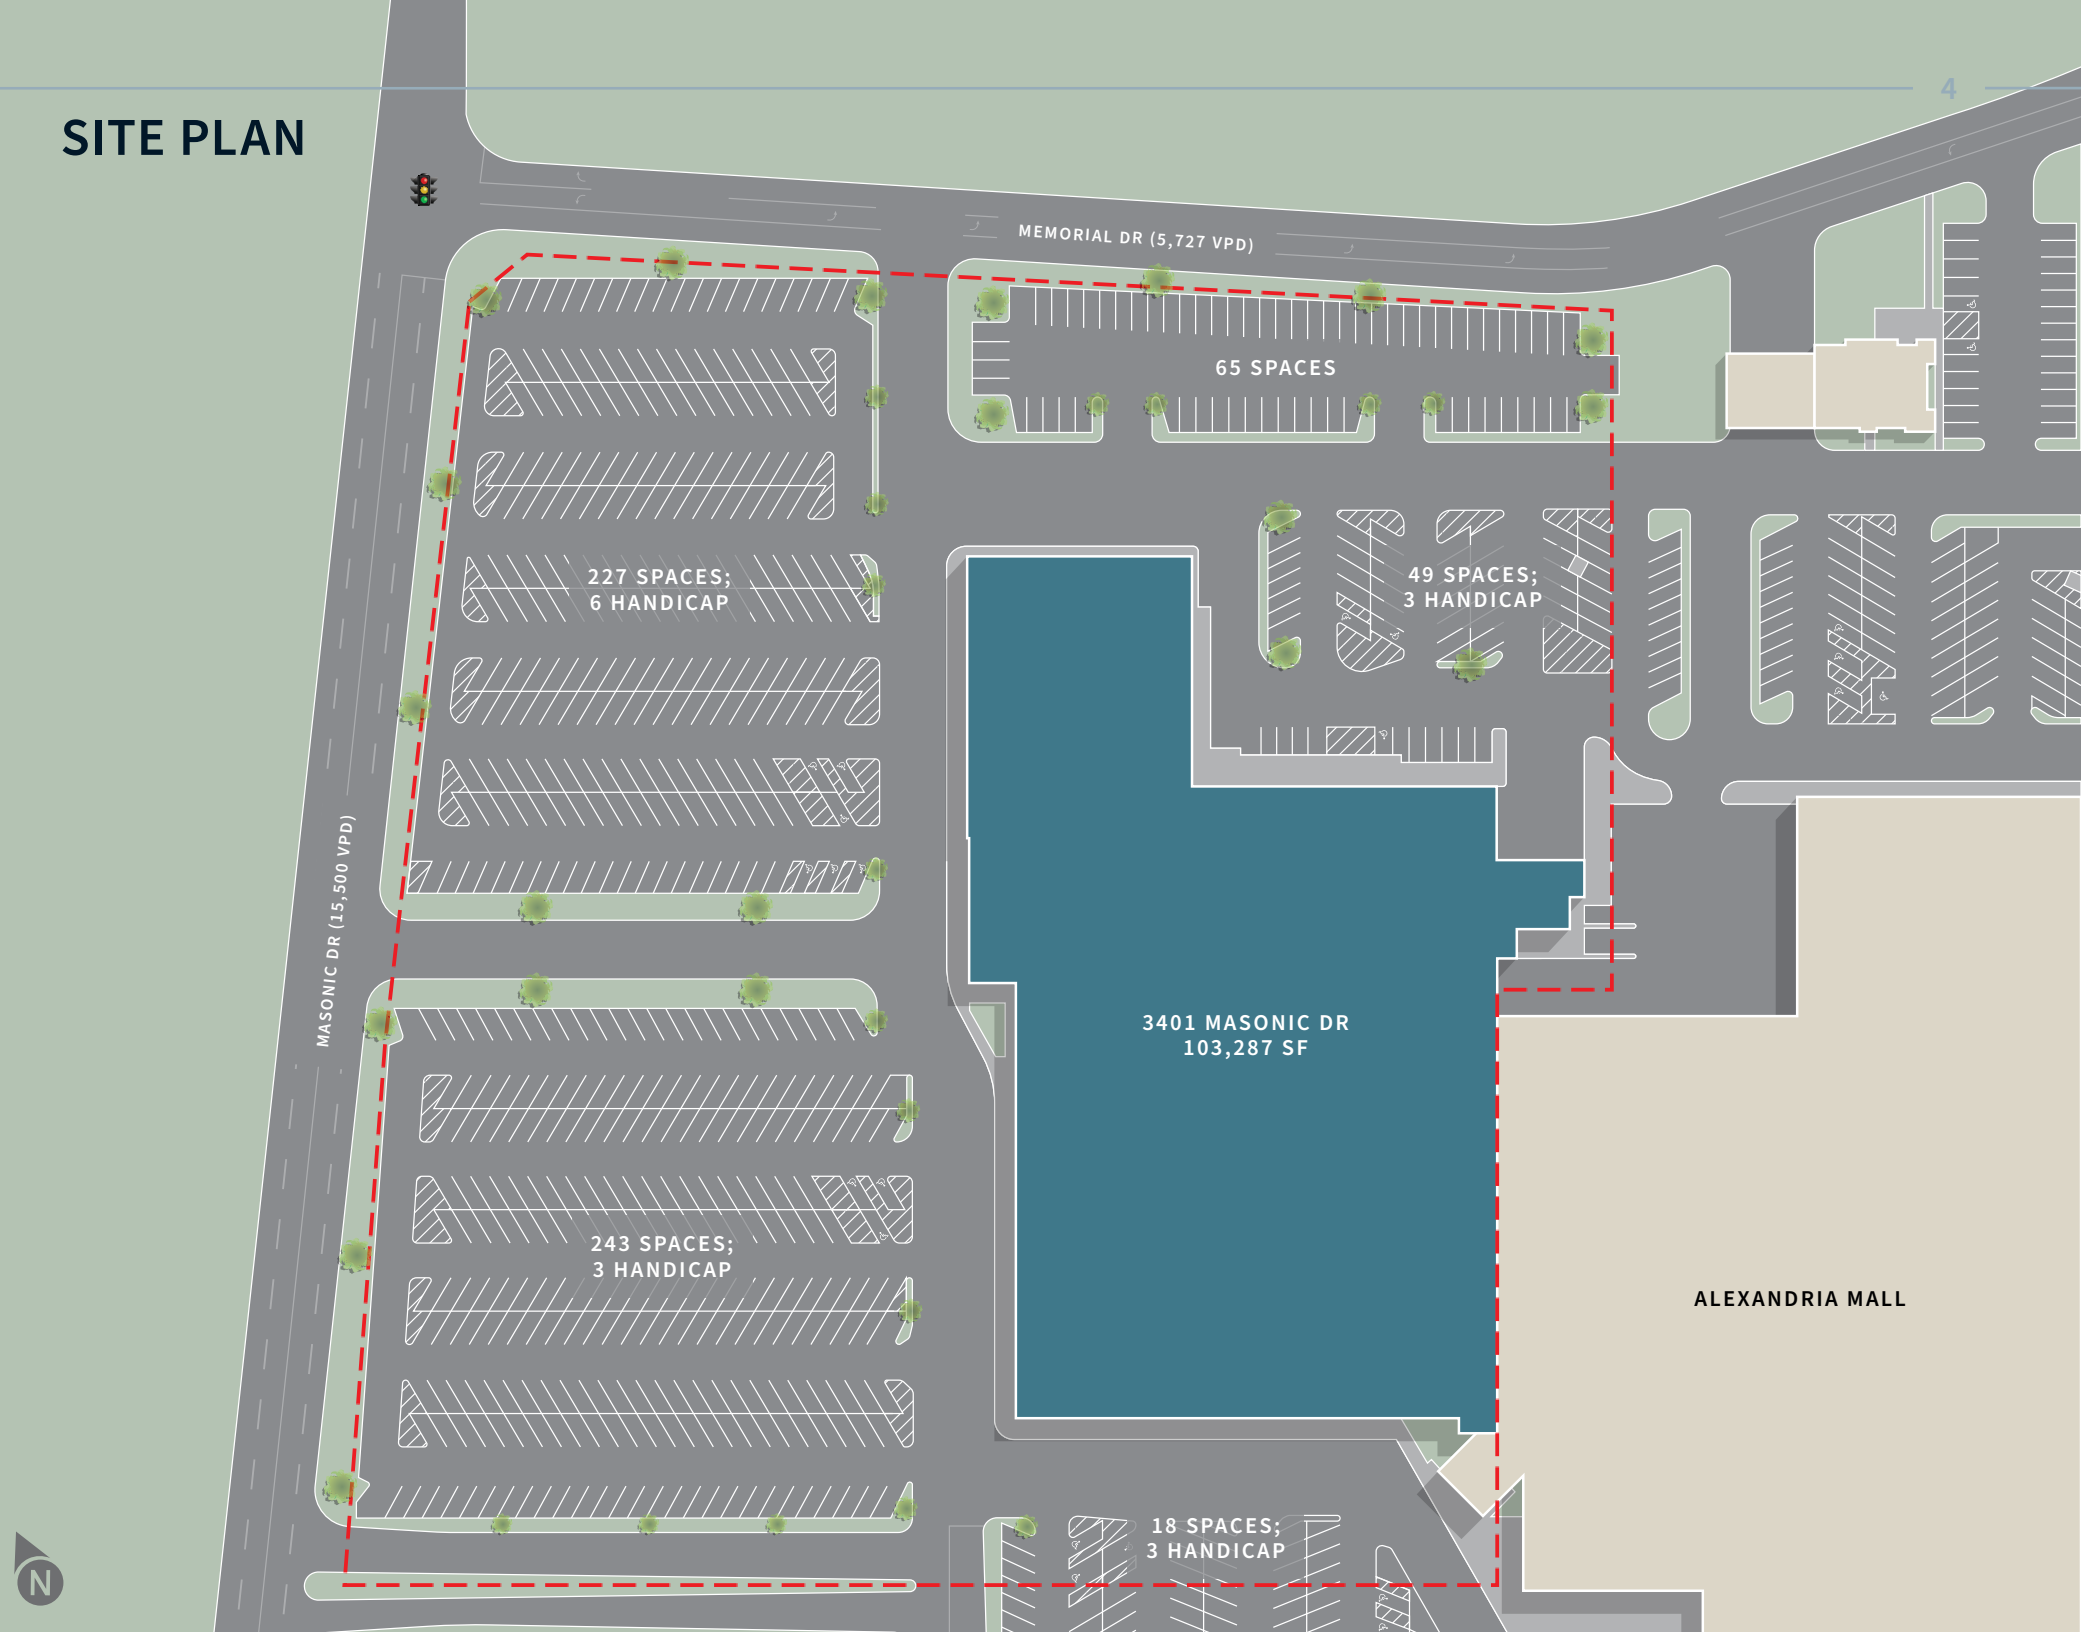 4
SITE PLAN
MEMORIAL DR (5,727 VPD)
65 SPACES
227 SPACES;
6 HANDICAP
49 SPACES;
3 HANDICAP
MASONIC DR (15,500 VPD)
3401 MASONIC DR
103,287 SF
243 SPACES;
3 HANDICAP
ALEXANDRIA MALL
18 SPACES;
3 HANDICAP
N